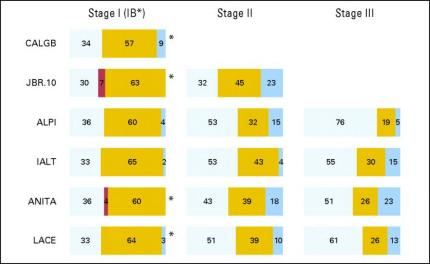 Stage I (IB*) Stage II Stage III
CALGB 34 57 9 *
JBR.10 30 7 63 * 32 45 23
ALPI 36 60 4 53 32 15 76 19 5
IALT 33 65 2 53 43 4 55 30 15
ANITA 36 4 60 * 43 39 18 51 26 23
LACE 33 64 3 * 51 39 10 61 26 13